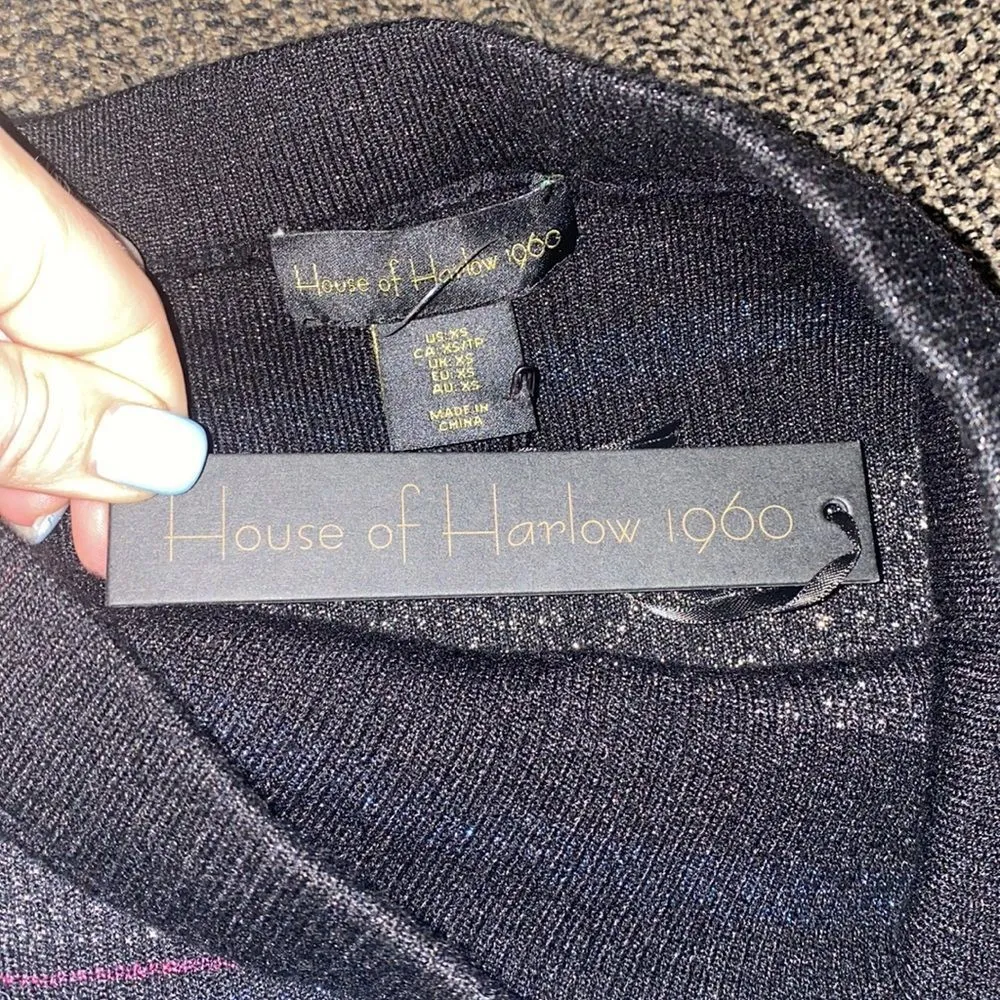 House of Harlow 1960
US: XS
CA: XS/TP
UK: XS
EU: XS
AU: XS
MADE IN
CHINA
House of Harlow 1960